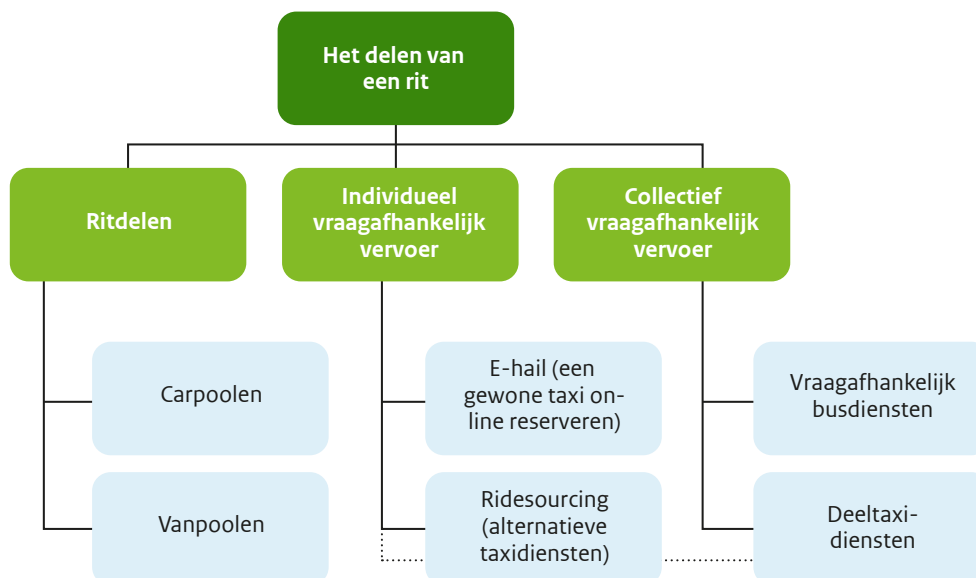 Het delen van
een rit
Ritdelen
Individueel
vraagafhankelijk
vervoer
Collectief
vraagafhankelijk
vervoer
Carpoolen
E-hail (een
gewone taxi on-
line reserveren)
Vraagafhankelijk
busdiensten
Vanpoolen
Ridesourcing
(alternatieve
taxidiensten)
Deeltaxi-
diensten